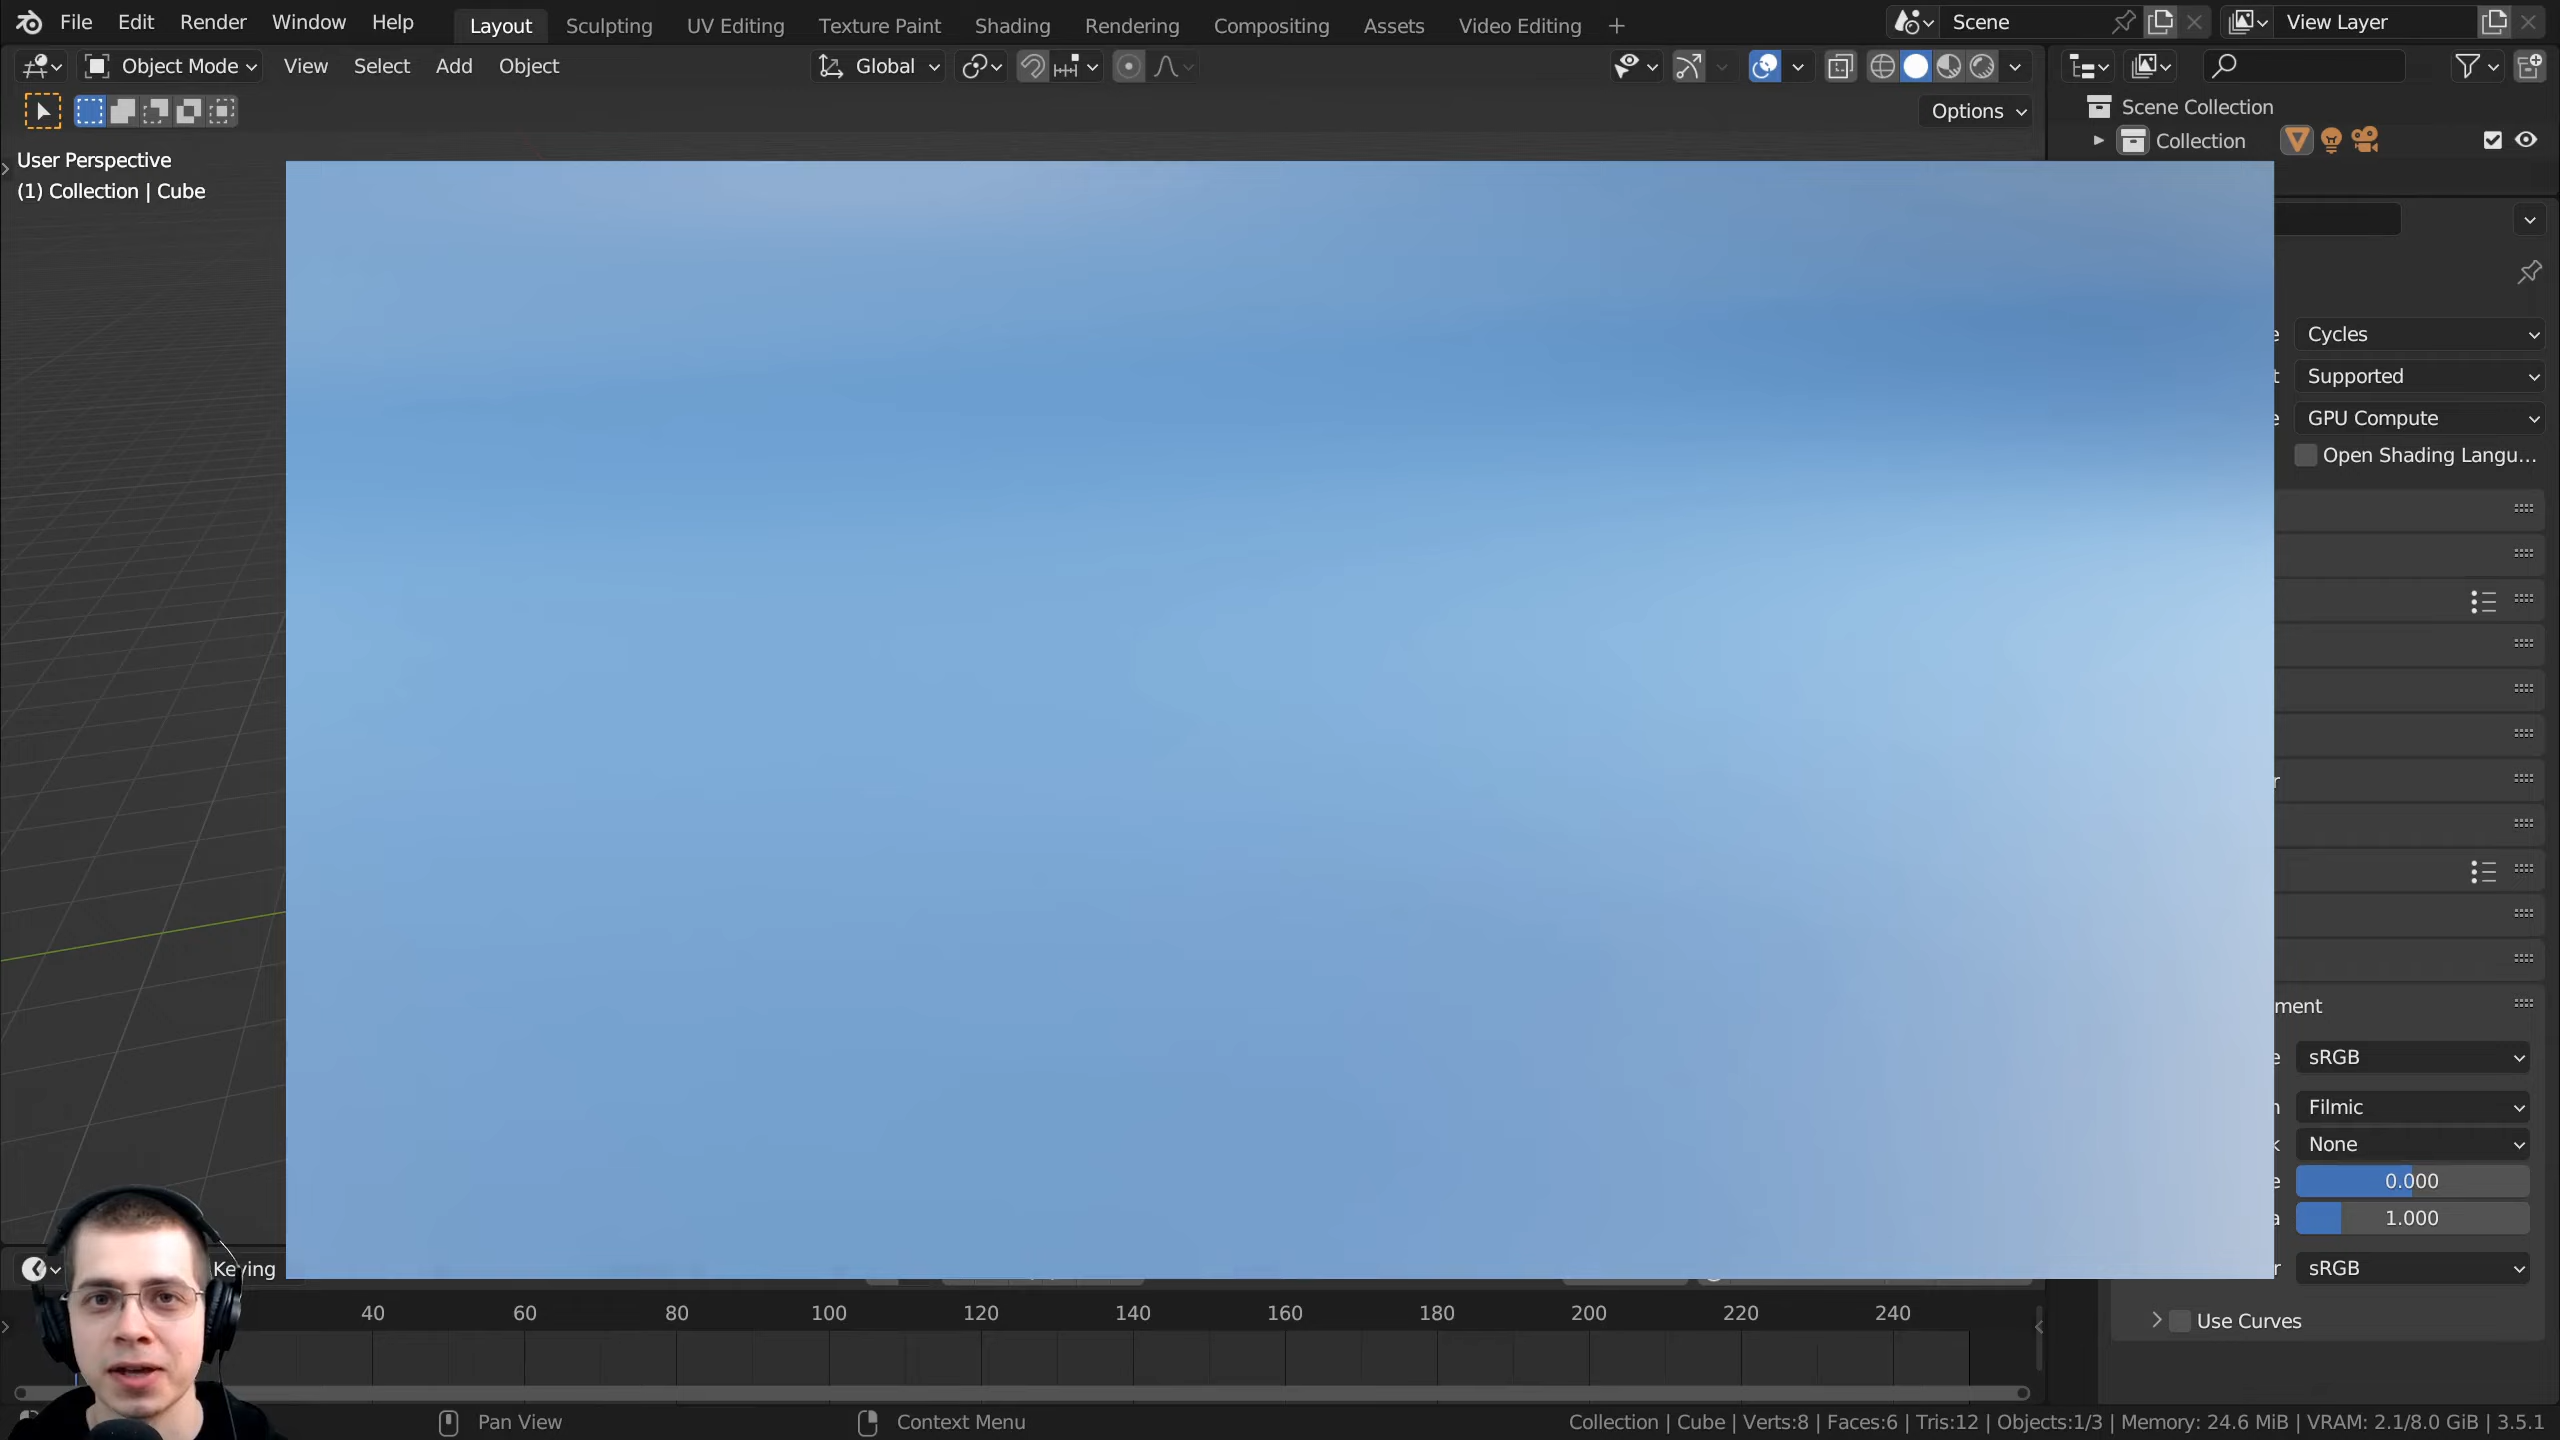 File Edit Render Window Help Layout Sculpting UV Editing Texture Paint Shading Rendering Compositing Assets Video Editing + Scene View Layer
Object Mode View Select Add Object Global
Options
Scene Collection
Collection
User Perspective
(1) Collection | Cube
Cycles
Supported
GPU Compute
Open Shading Langu...
ment
sRGB
Filmic
None
0.000
1.000
sRGB
Use Curves
Keying
40 60 80 100 120 140 160 180 200 220 240
Pan View Context Menu Collection | Cube | Verts:8 | Faces:6 | Tris:12 | Objects:1/3 | Memory: 24.6 MiB | VRAM: 2.1/8.0 GiB | 3.5.1